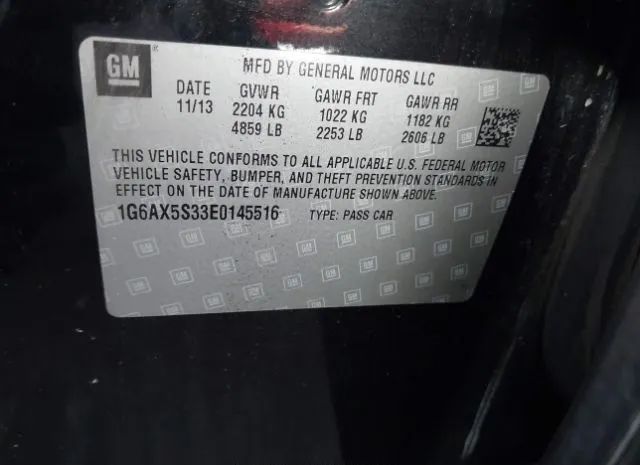 GM®
MFD BY GENERAL MOTORS LLC
DATE GVWR GAWR FRT GAWR RR
11/13 2204 KG 1022 KG 1182 KG
4859 LB 2253 LB 2606 LB
THIS VEHICLE CONFORMS TO ALL APPLICABLE U.S. FEDERAL MOTOR
VEHICLE SAFETY, BUMPER, AND THEFT PREVENTION STANDARDS IN
EFFECT ON THE DATE OF MANUFACTURE SHOWN ABOVE.
1G6AX5S33E0145516 TYPE: PASS CAR